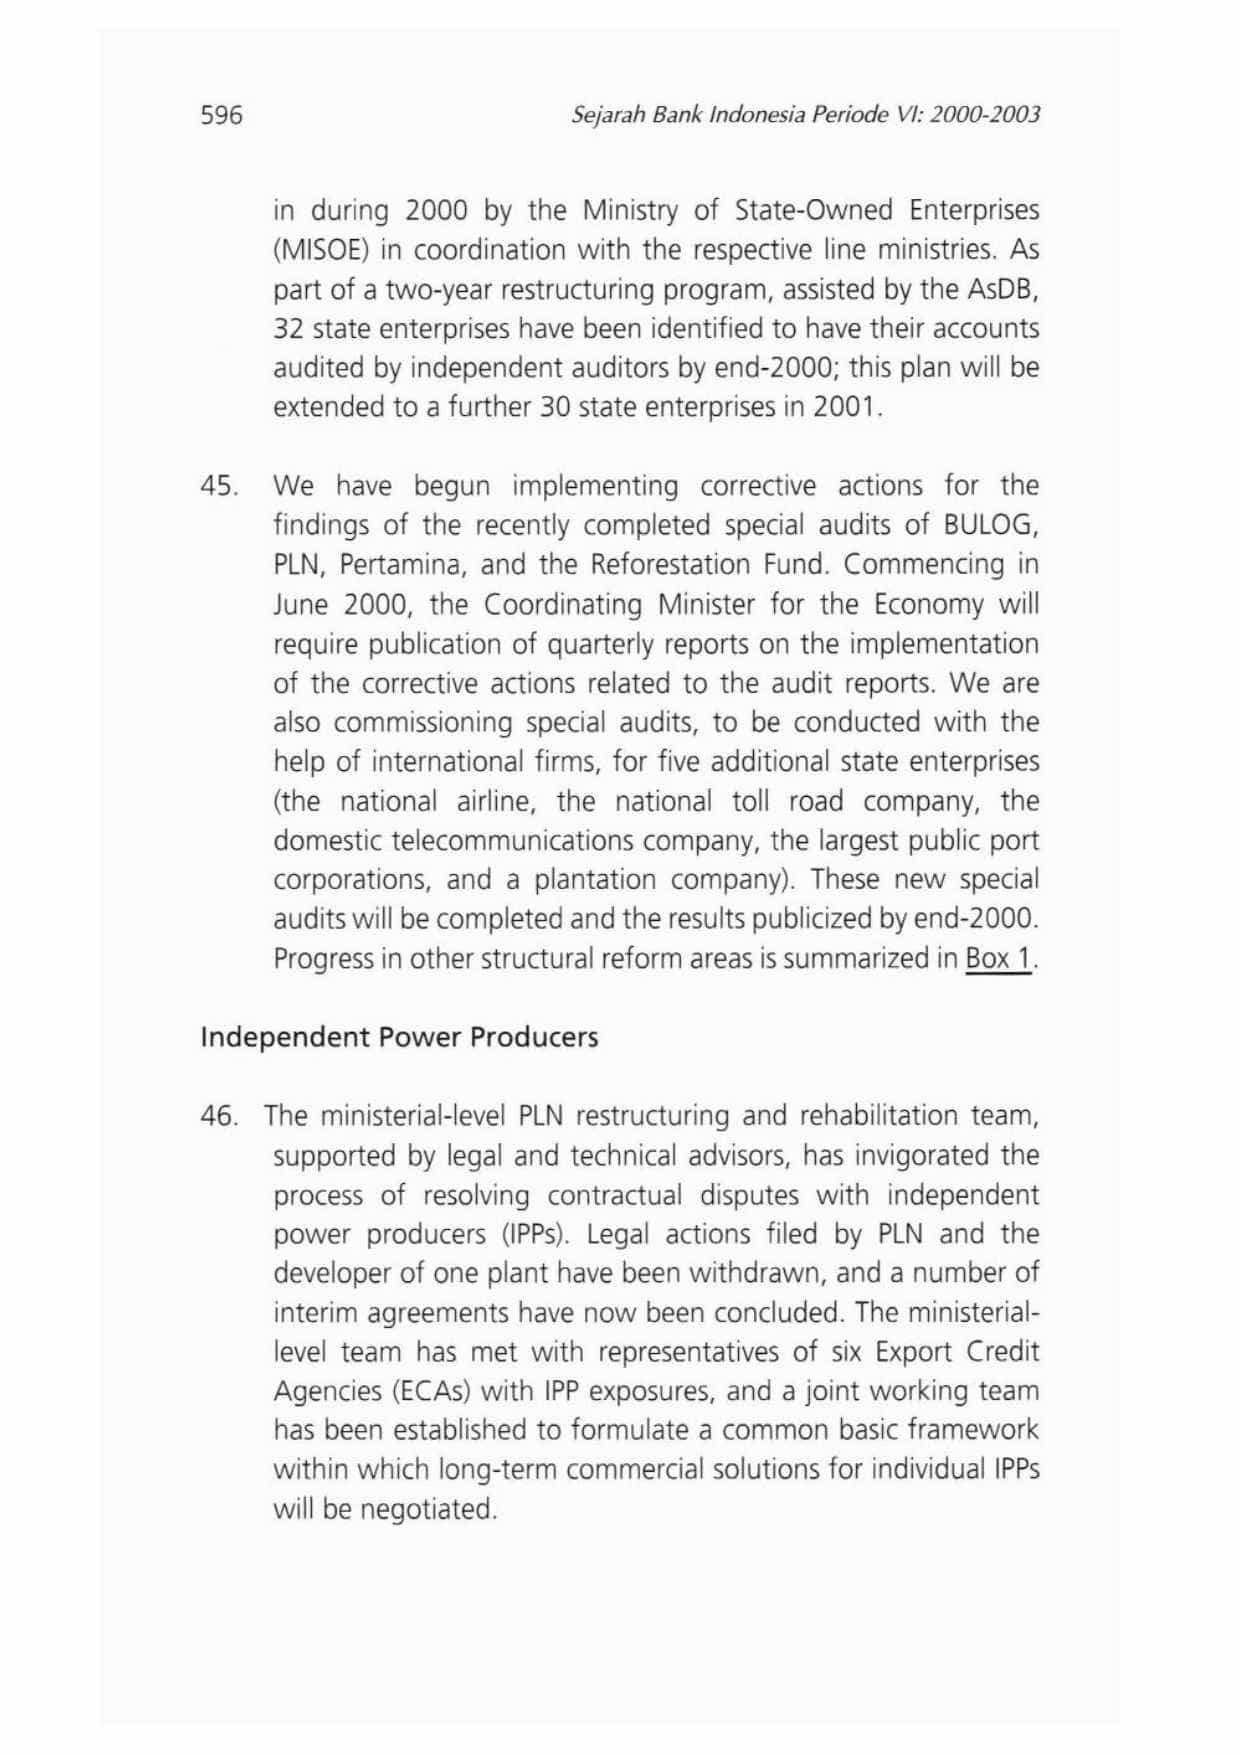 596
Sejarah Bank Indonesia Periode VI: 2000-2003
in during 2000 by the Ministry of State-Owned Enterprises
(MISOE) in coordination with the respective line ministries. As
part of a two-year restructuring program, assisted by the AsDB,
32 state enterprises have been identified to have their accounts
audited by independent auditors by end-2000; this plan will be
extended to a further 30 state enterprises in 2001.
45. We have begun implementing corrective actions for the
findings of the recently completed special audits of BULOG,
PLN, Pertamina, and the Reforestation Fund. Commencing in
June 2000, the Coordinating Minister for the Economy will
require publication of quarterly reports on the implementation
of the corrective actions related to the audit reports. We are
also commissioning special audits, to be conducted with the
help of international firms, for five additional state enterprises
(the national airline, the national toll road company, the
domestic telecommunications company, the largest public port
corporations, and a plantation company). These new special
audits will be completed and the results publicized by end-2000.
Progress in other structural reform areas is summarized in Box 1.
Independent Power Producers
46. The ministerial-level PLN restructuring and rehabilitation team,
supported by legal and technical advisors, has invigorated the
process of resolving contractual disputes with independent
power producers (IPPs). Legal actions filed by PLN and the
developer of one plant have been withdrawn, and a number of
interim agreements have now been concluded. The ministerial-
level team has met with representatives of six Export Credit
Agencies (ECAs) with IPP exposures, and a joint working team
has been established to formulate a common basic framework
within which long-term commercial solutions for individual IPPs
will be negotiated.